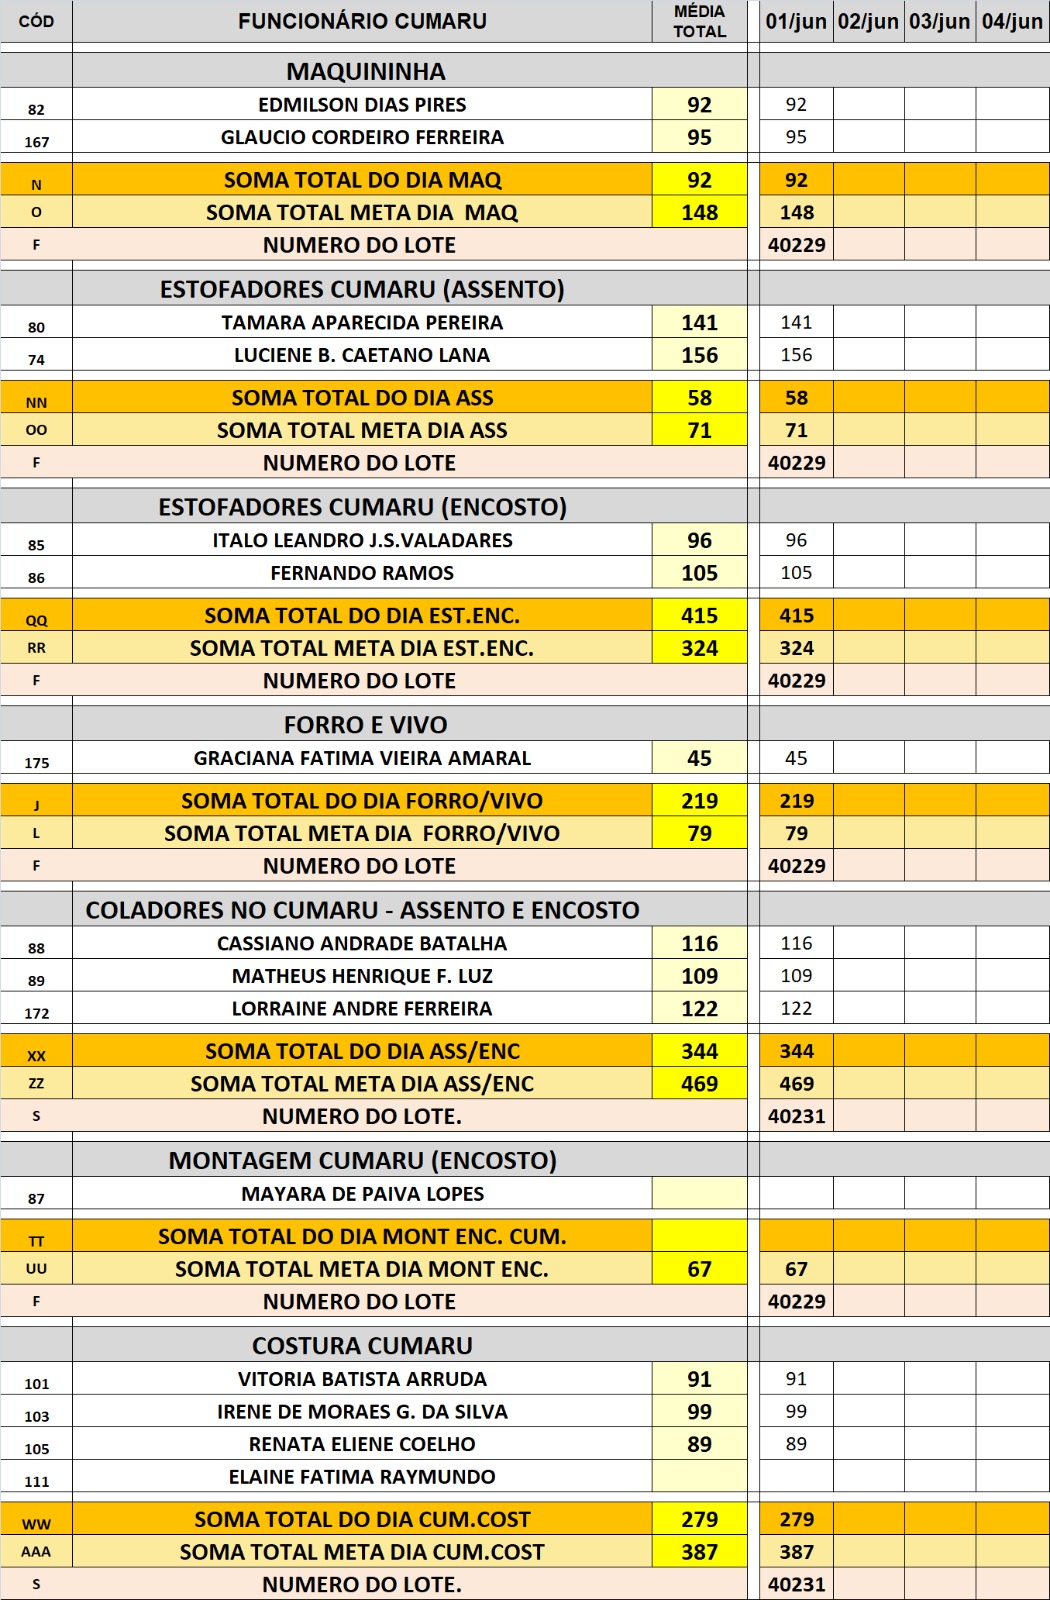 CÓD FUNCIONÁRIO CUMARU MÉDIA TOTAL 01/jun 02/jun 03/jun 04/jun
MAQUININHA
82 EDMILSON DIAS PIRES 92 92
167 GLAUCIO CORDEIRO FERREIRA 95 95
N SOMA TOTAL DO DIA MAQ 92 92
O SOMA TOTAL META DIA MAQ 148 148
F NUMERO DO LOTE 40229
ESTOFADORES CUMARU (ASSENTO)
80 TAMARA APARECIDA PEREIRA 141 141
74 LUCIENE B. CAETANO LANA 156 156
NN SOMA TOTAL DO DIA ASS 58 58
OO SOMA TOTAL META DIA ASS 71 71
F NUMERO DO LOTE 40229
ESTOFADORES CUMARU (ENCOSTO)
85 ITALO LEANDRO J.S.VALADARES 96 96
86 FERNANDO RAMOS 105 105
QQ SOMA TOTAL DO DIA EST.ENC. 415 415
RR SOMA TOTAL META DIA EST.ENC. 324 324
F NUMERO DO LOTE 40229
FORRO E VIVO
175 GRACIANA FATIMA VIEIRA AMARAL 45 45
J SOMA TOTAL DO DIA FORRO/VIVO 219 219
L SOMA TOTAL META DIA FORRO/VIVO 79 79
F NUMERO DO LOTE 40229
COLADORES NO CUMARU - ASSENTO E ENCOSTO
88 CASSIANO ANDRADE BATALHA 116 116
89 MATHEUS HENRIQUE F. LUZ 109 109
172 LORRAINE ANDRE FERREIRA 122 122
XX SOMA TOTAL DO DIA ASS/ENC 344 344
ZZ SOMA TOTAL META DIA ASS/ENC 469 469
S NUMERO DO LOTE. 40231
MONTAGEM CUMARU (ENCOSTO)
87 MAYARA DE PAIVA LOPES
TT SOMA TOTAL DO DIA MONT ENC. CUM.
UU SOMA TOTAL META DIA MONT ENC. 67 67
F NUMERO DO LOTE 40229
COSTURA CUMARU
101 VITORIA BATISTA ARRUDA 91 91
103 IRENE DE MORAES G. DA SILVA 99 99
105 RENATA ELIENE COELHO 89 89
111 ELAINE FATIMA RAYMUNDO
WW SOMA TOTAL DO DIA CUM.COST 279 279
AAA SOMA TOTAL META DIA CUM.COST 387 387
S NUMERO DO LOTE. 40231